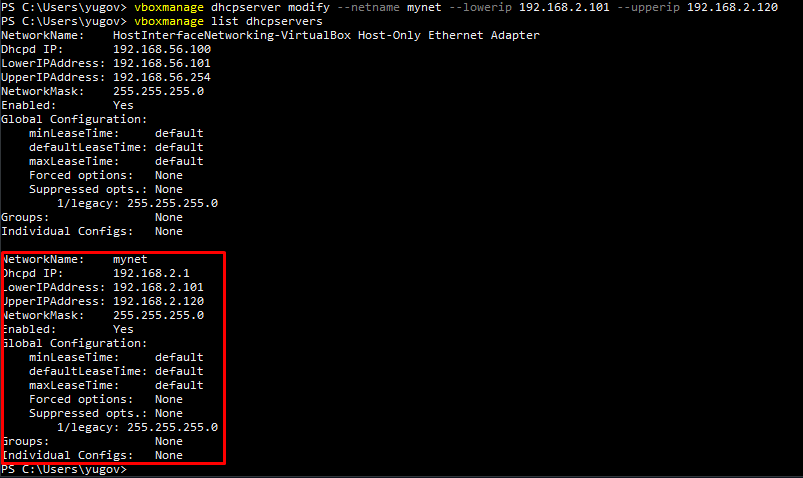 PS C:\Users\yugov> vboxmanage dhcpserver modify --netname mynet --lowerip 192.168.2.101 --upperip 192.168.2.120
PS C:\Users\yugov> vboxmanage list dhcpservers
NetworkName:    HostInterfaceNetworking-VirtualBox Host-Only Ethernet Adapter
Dhcpd IP:       192.168.56.100
LowerIPAddress: 192.168.56.101
UpperIPAddress: 192.168.56.254
NetworkMask:    255.255.255.0
Enabled:        Yes
Global Configuration:
    minLeaseTime:     default
    defaultLeaseTime: default
    maxLeaseTime:     default
    Forced options:   None
    Suppressed opts.: None
        1/legacy: 255.255.255.0
Groups:               None
Individual Configs:   None
NetworkName:    mynet
Dhcpd IP:       192.168.2.1
LowerIPAddress: 192.168.2.101
UpperIPAddress: 192.168.2.120
NetworkMask:    255.255.255.0
Enabled:        Yes
Global Configuration:
    minLeaseTime:     default
    defaultLeaseTime: default
    maxLeaseTime:     default
    Forced options:   None
    Suppressed opts.: None
        1/legacy: 255.255.255.0
Groups:               None
Individual Configs:   None
PS C:\Users\yugov>